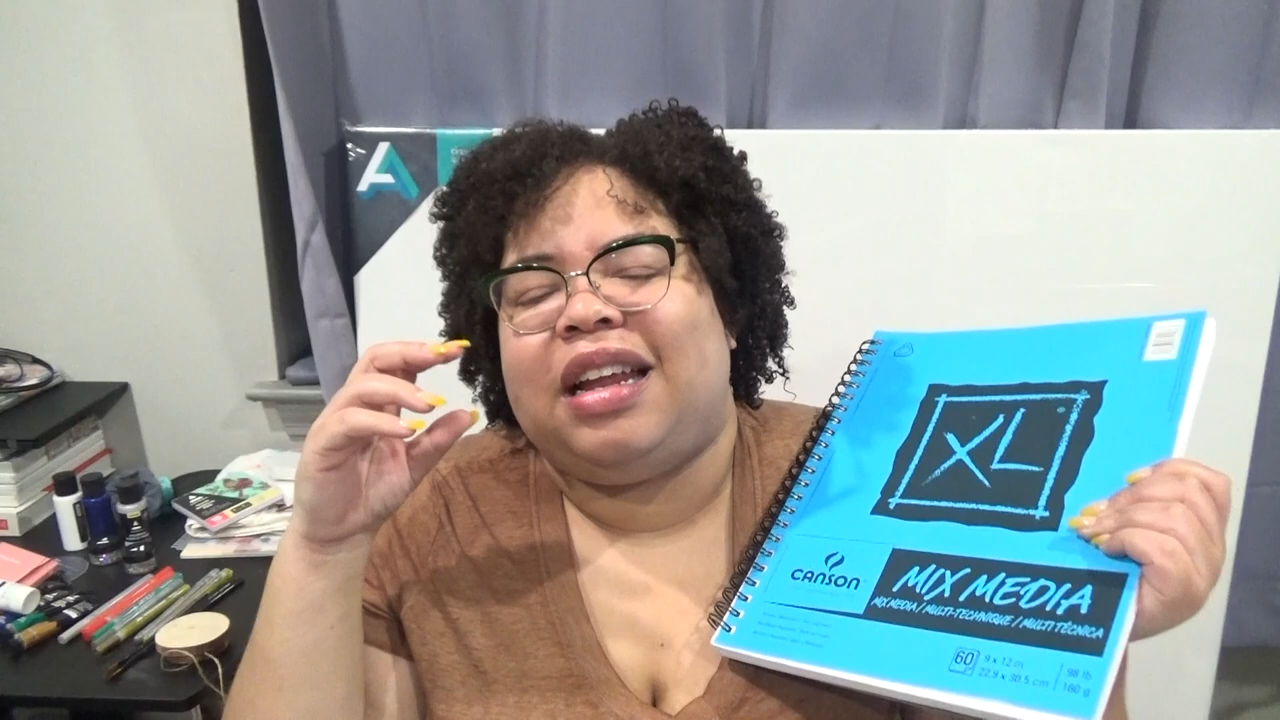 XL
CANSON
MIX MEDIA
MIX MEDIA / MULTI-TECHNIQUE / MULTI TÉCNICA
60
9 x 12 in
22.9 x 30.5 cm
98 lb
160 g